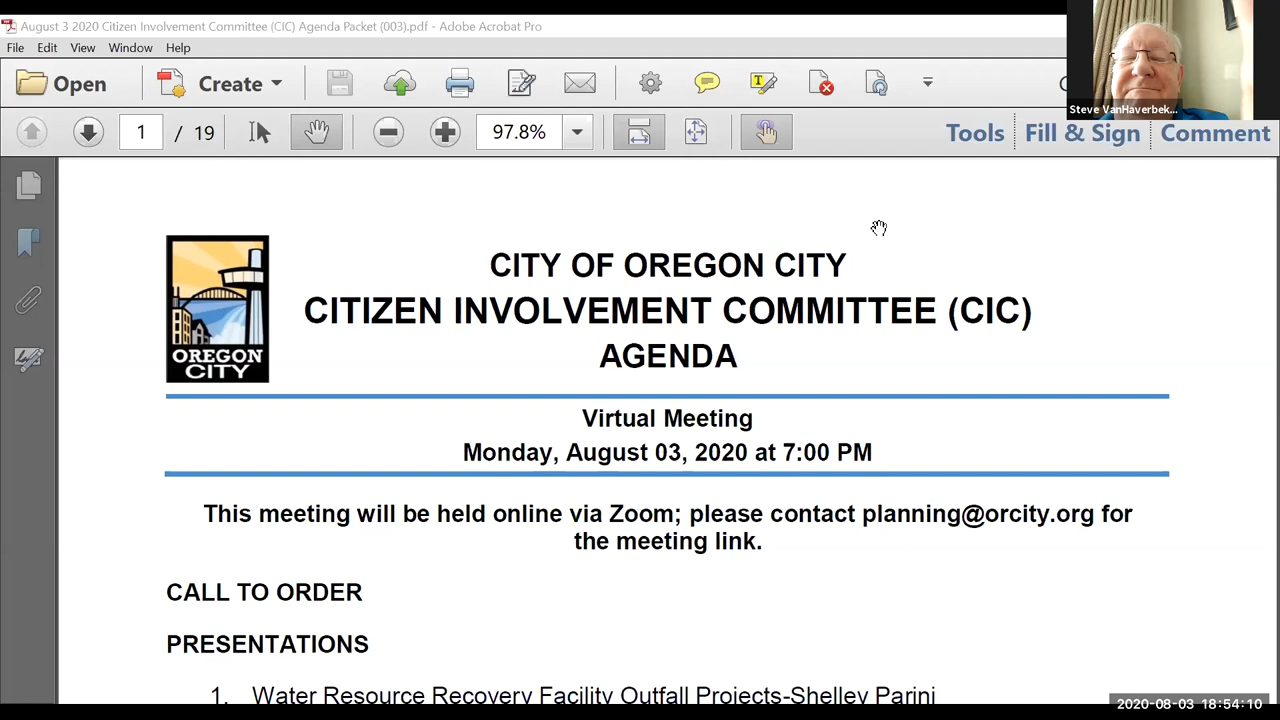 August 3 2020 Citizen Involvement Committee (CIC) Agenda Packet (003).pdf - Adobe Acrobat Pro
File Edit View Window Help
Open Create
1 / 19 97.8% Tools Fill & Sign Comment
Steve VanHaverbek...
OREGON
CITY
CITY OF OREGON CITY
CITIZEN INVOLVEMENT COMMITTEE (CIC)
AGENDA
Virtual Meeting
Monday, August 03, 2020 at 7:00 PM
This meeting will be held online via Zoom; please contact planning@orcity.org for
the meeting link.
CALL TO ORDER
PRESENTATIONS
1. Water Resource Recovery Facility Outfall Projects-Shelley Parini
2020-08-03 18:54:10